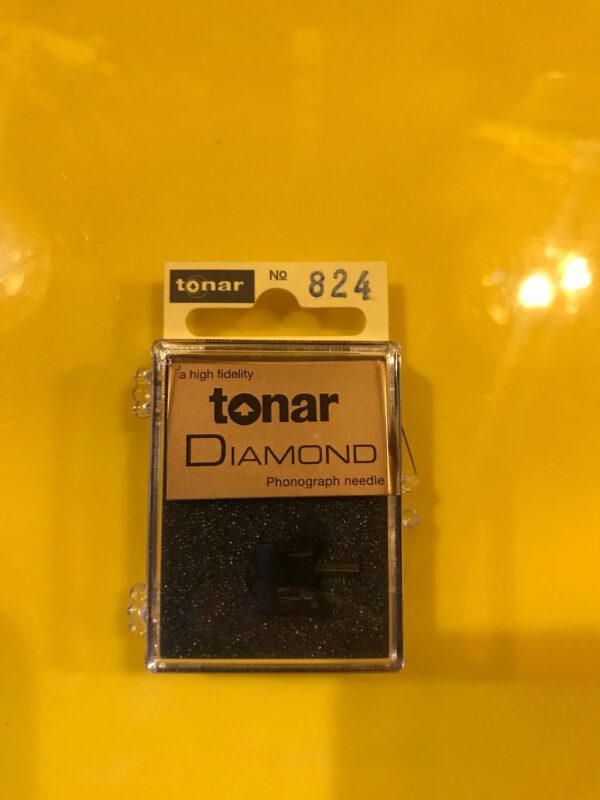 tonar No 824
a high fidelity
tonar
DIAMOND
Phonograph needle